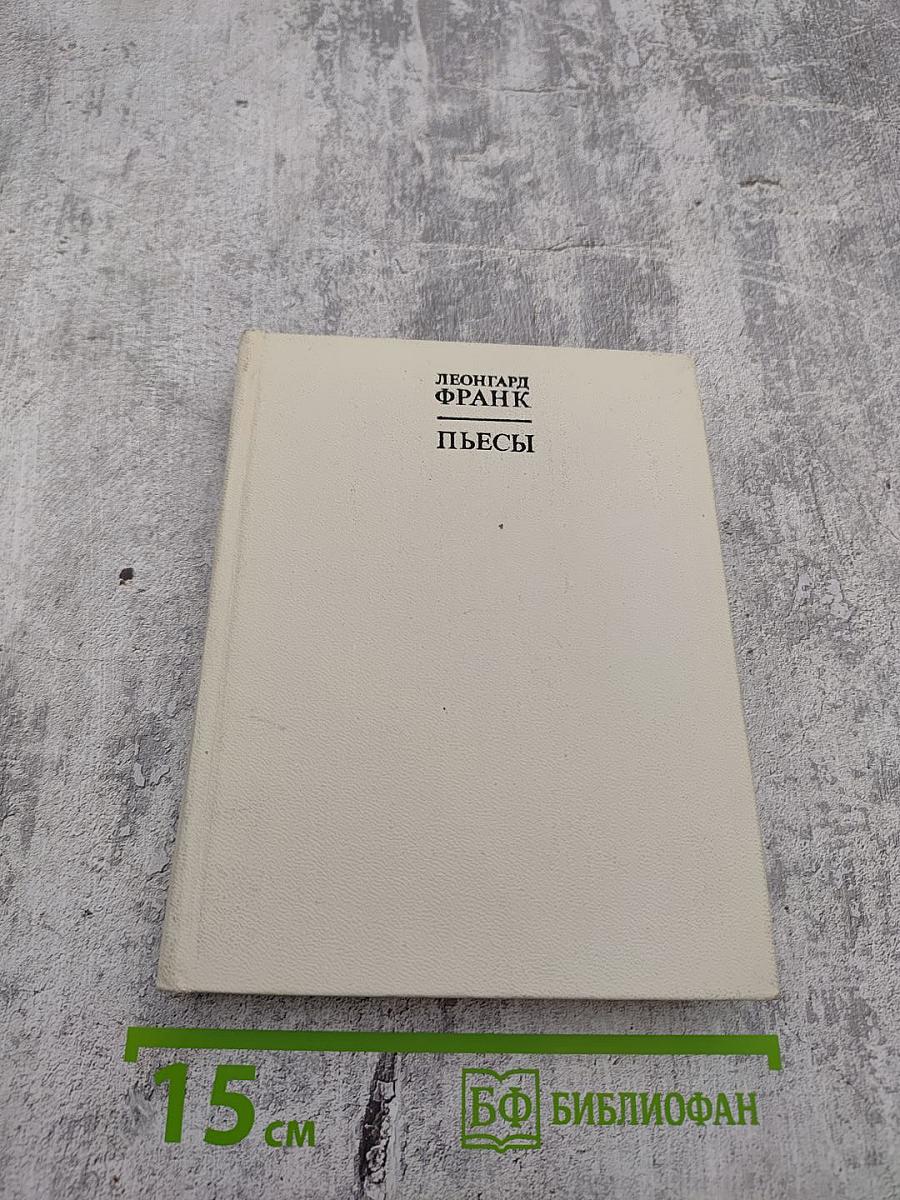 ЛЕОНГАРД
ФРАНК
ПЬЕСЫ
15 см
БФ БИБЛИОФАН